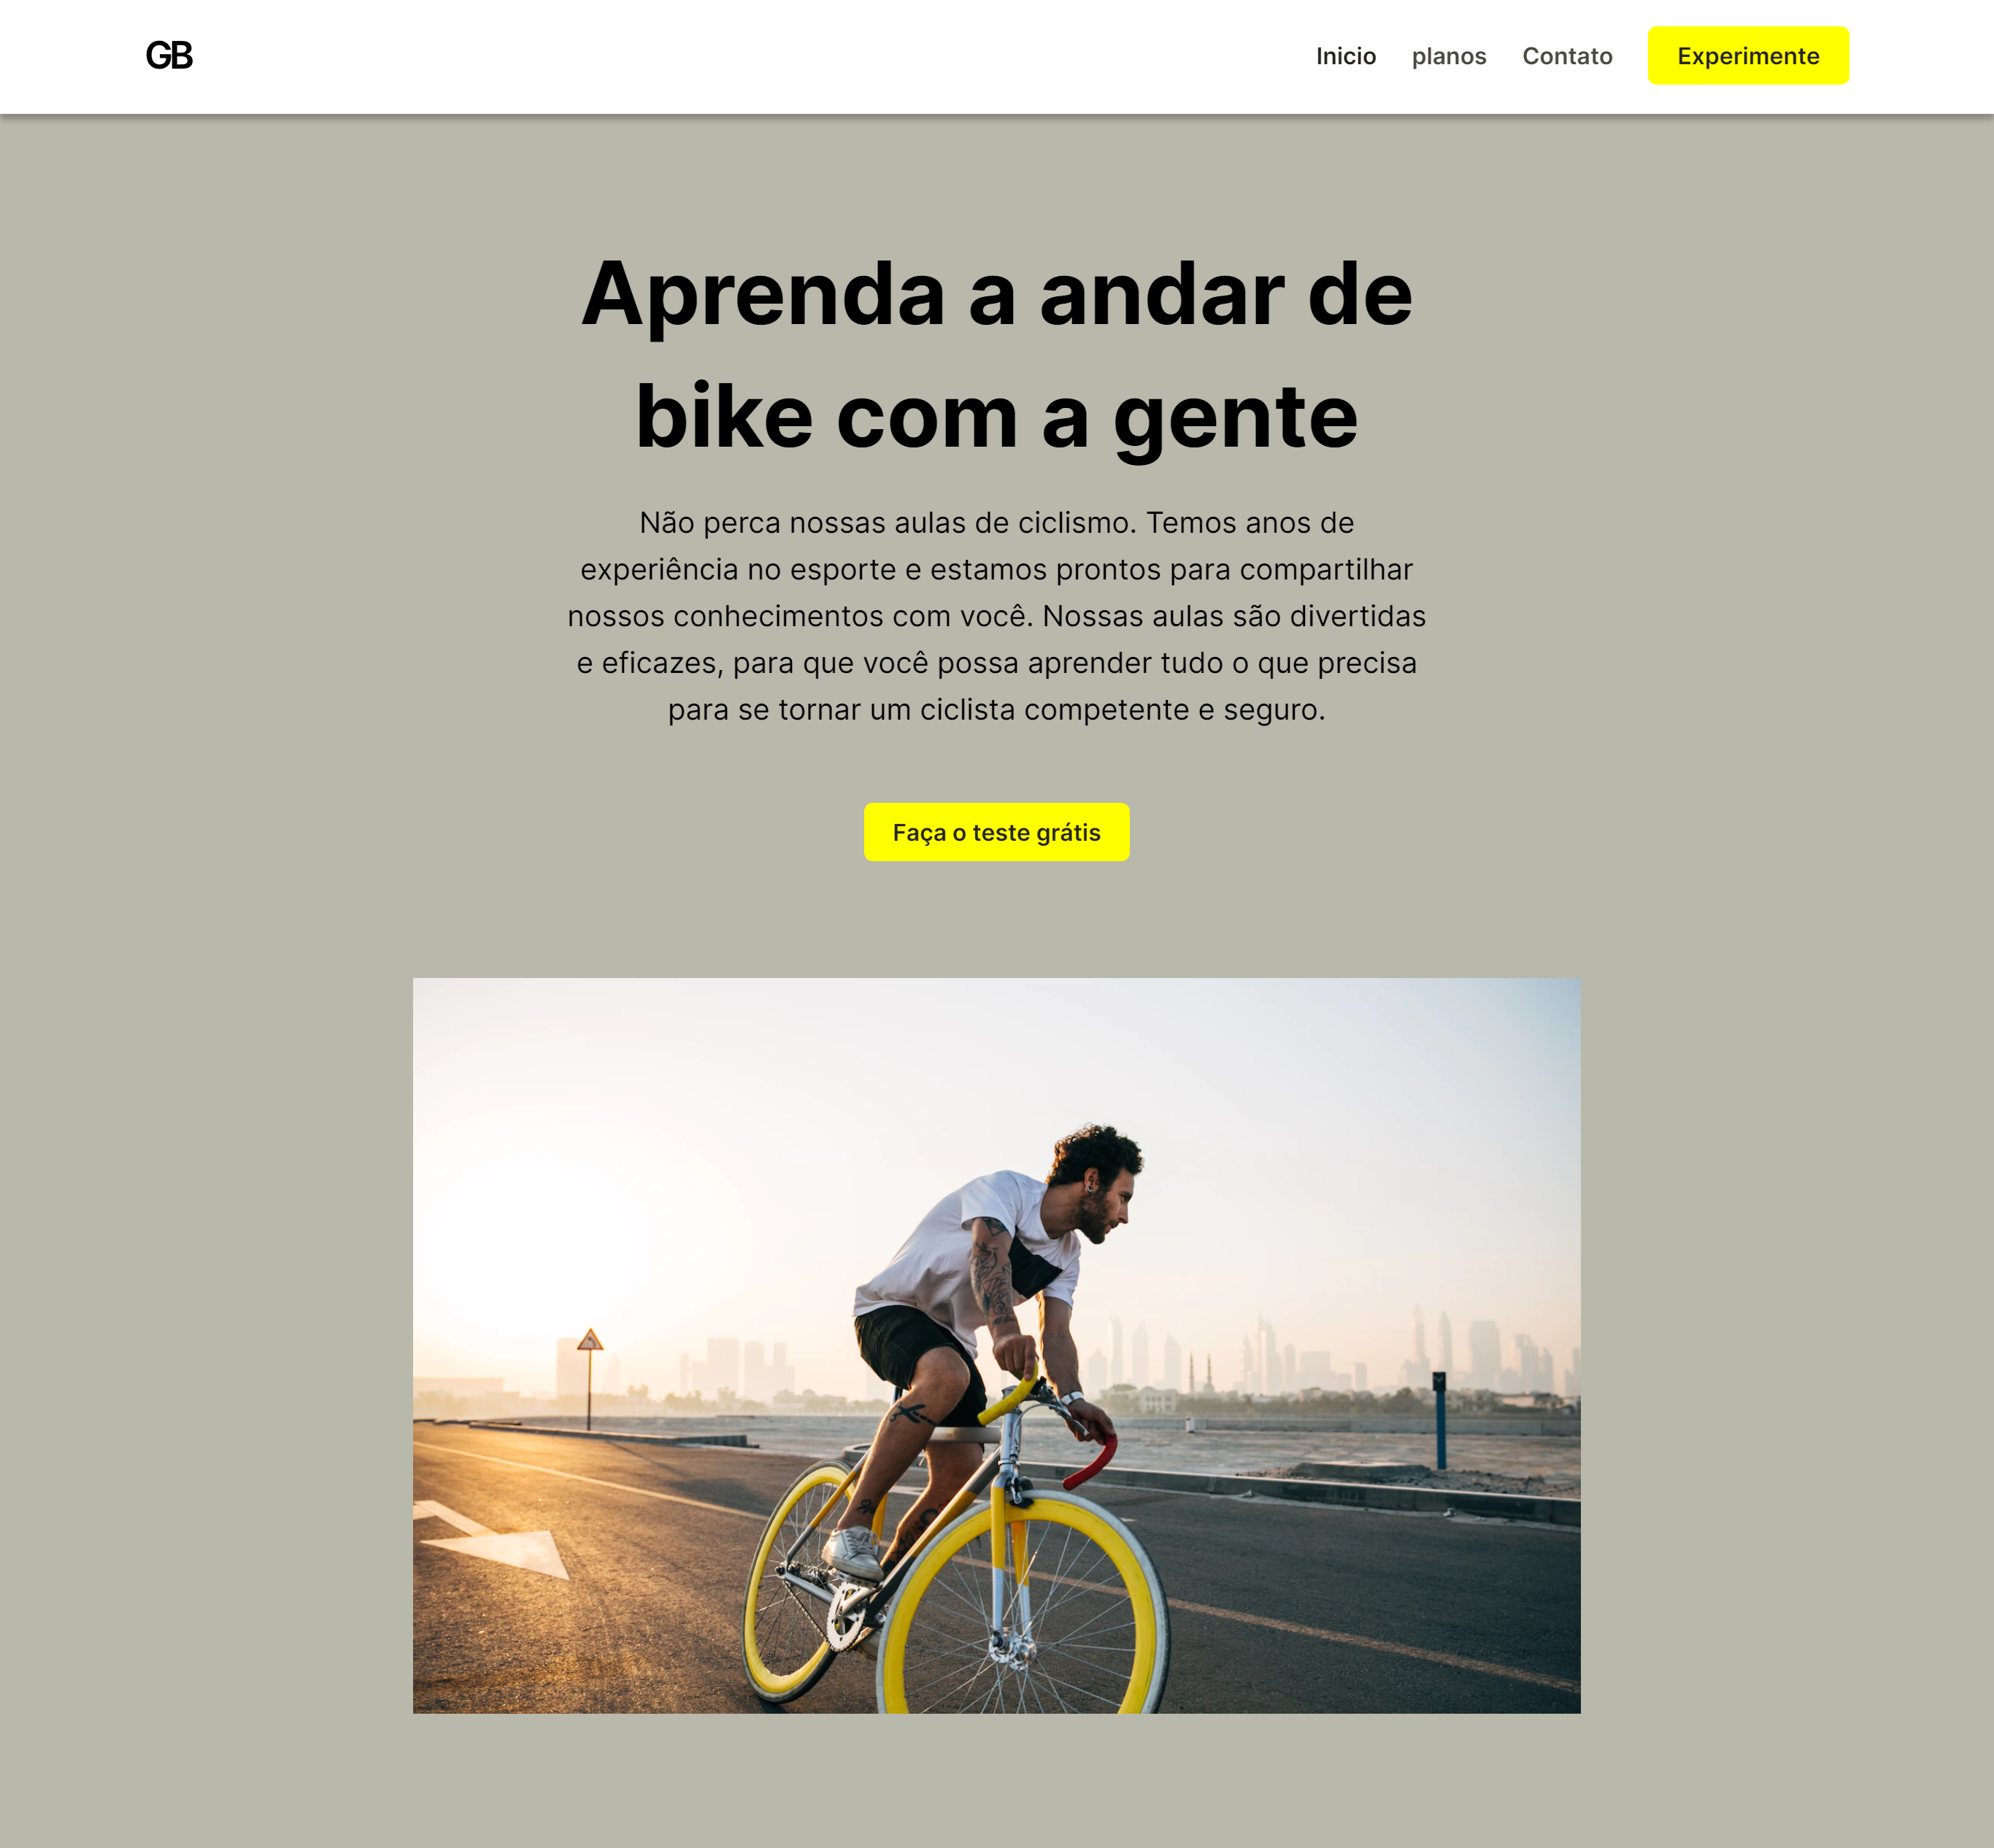 GB
Inicio planos Contato Experimente
Aprenda a andar de
bike com a gente
Não perca nossas aulas de ciclismo. Temos anos de
experiência no esporte e estamos prontos para compartilhar
nossos conhecimentos com você. Nossas aulas são divertidas
e eficazes, para que você possa aprender tudo o que precisa
para se tornar um ciclista competente e seguro.
Faça o teste grátis